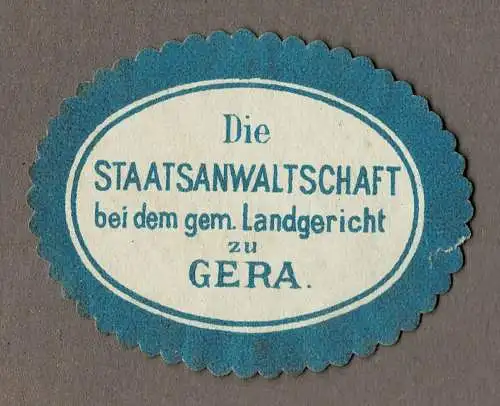 Die
STAATSANWALTSCHAFT
bei dem gem. Landgericht
zu
GERA.